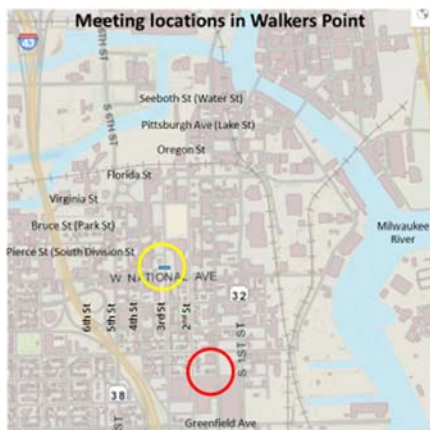 Meeting locations in Walkers Point
43
S 6TH ST
Seeboth St (Water St)
Pittsburgh Ave (Lake St)
Oregon St
Florida St
Virginia St
Bruce St (Park St)
Milwaukee
River
Pierce St (South Division St
W NATIONAL AVE
32
6th St
5th St
4th St
3rd St
2nd St
S 1ST ST
38
ST
Greenfield Ave